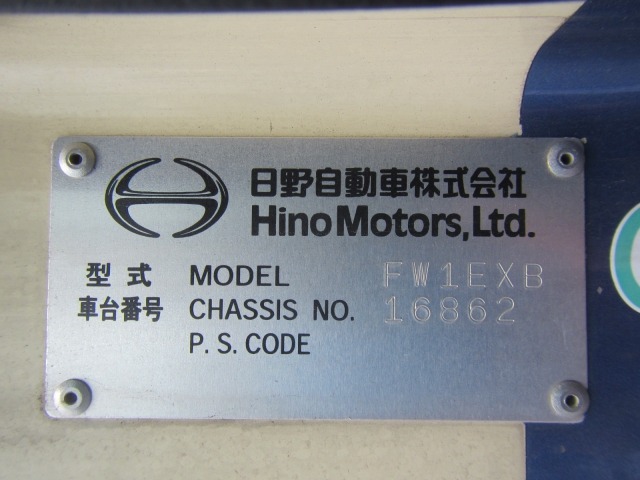 日野自動車株式会社
Hino Motors, Ltd.
型式 MODEL FW1EXB
車台番号 CHASSIS NO. 16862
P. S. CODE